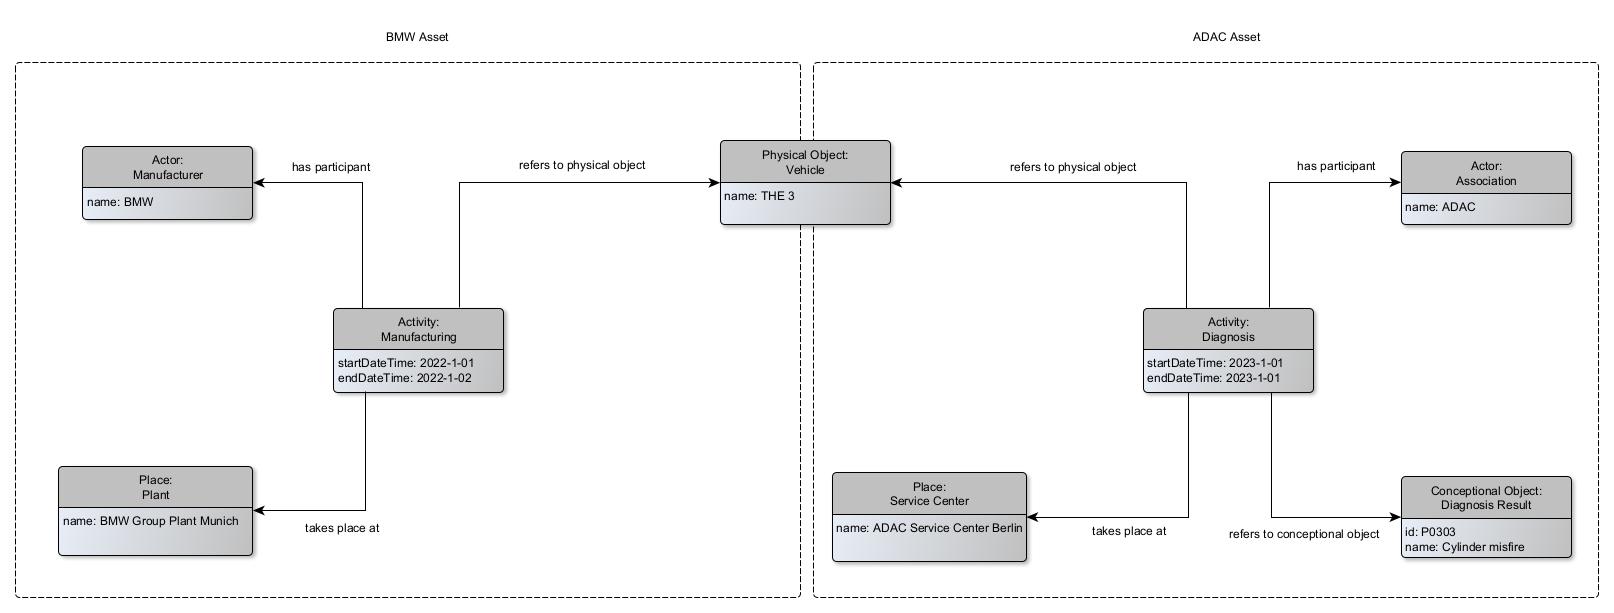 BMW Asset
ADAC Asset
Actor:
Manufacturer
name: BMW
has participant
refers to physical object
Physical Object:
Vehicle
name: THE 3
refers to physical object
has participant
Actor:
Association
name: ADAC
Activity:
Manufacturing
startDateTime: 2022-1-01
endDateTime: 2022-1-02
Activity:
Diagnosis
startDateTime: 2023-1-01
endDateTime: 2023-1-01
Place:
Plant
name: BMW Group Plant Munich
takes place at
Place:
Service Center
name: ADAC Service Center Berlin
takes place at
refers to conceptional object
Conceptional Object:
Diagnosis Result
id: P0303
name: Cylinder misfire